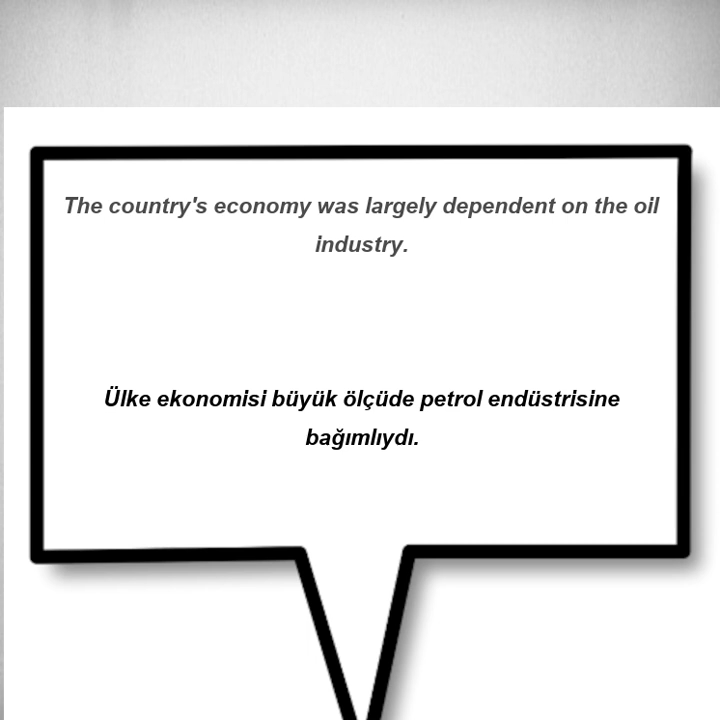 The country's economy was largely dependent on the oil
industry.
Ülke ekonomisi büyük ölçüde petrol endüstrisine
bağımlıydı.